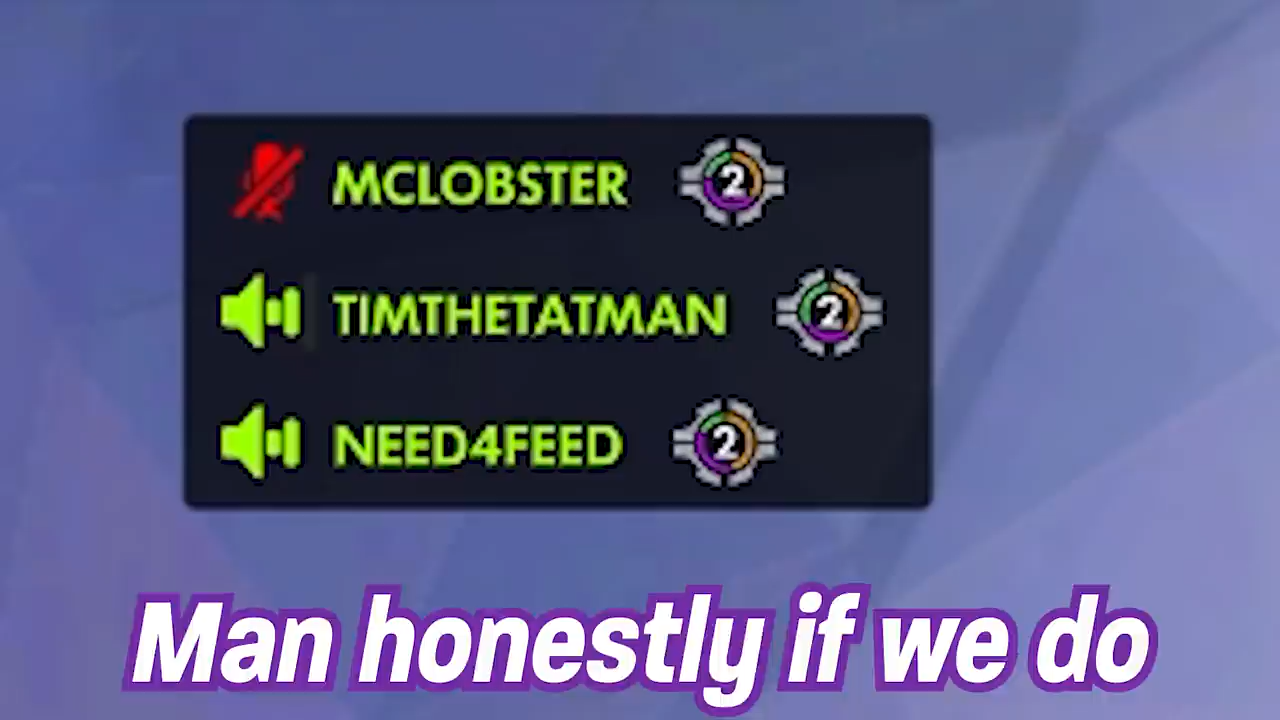 MCLOBSTER 2
TIMTHETATMAN 2
NEED4FEED 2
Man honestly if we do